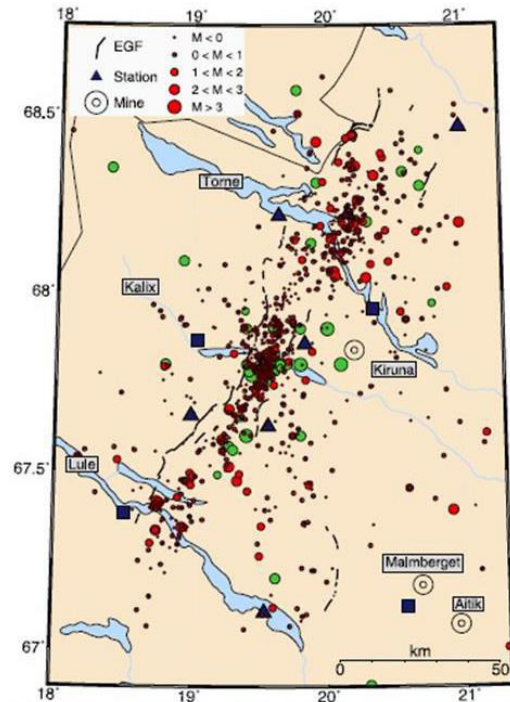 18˚ 19˚ 20˚ 21˚
EGF
Station
Mine
M < 0
0 < M < 1
1 < M < 2
2 < M < 3
M > 3
68.5˚
Torne
68˚
Kalix
Kiruna
67.5˚
Lule
Malmberget
Aitik
67˚
km
0 50
18˚ 19˚ 20˚ 21˚